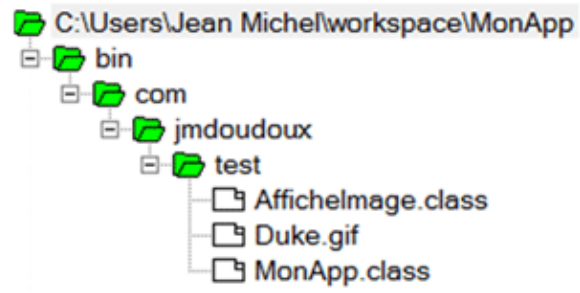 C:\Users\Jean Michel\workspace\MonApp
bin
com
jmdoudoux
test
AfficheImage.class
Duke.gif
MonApp.class